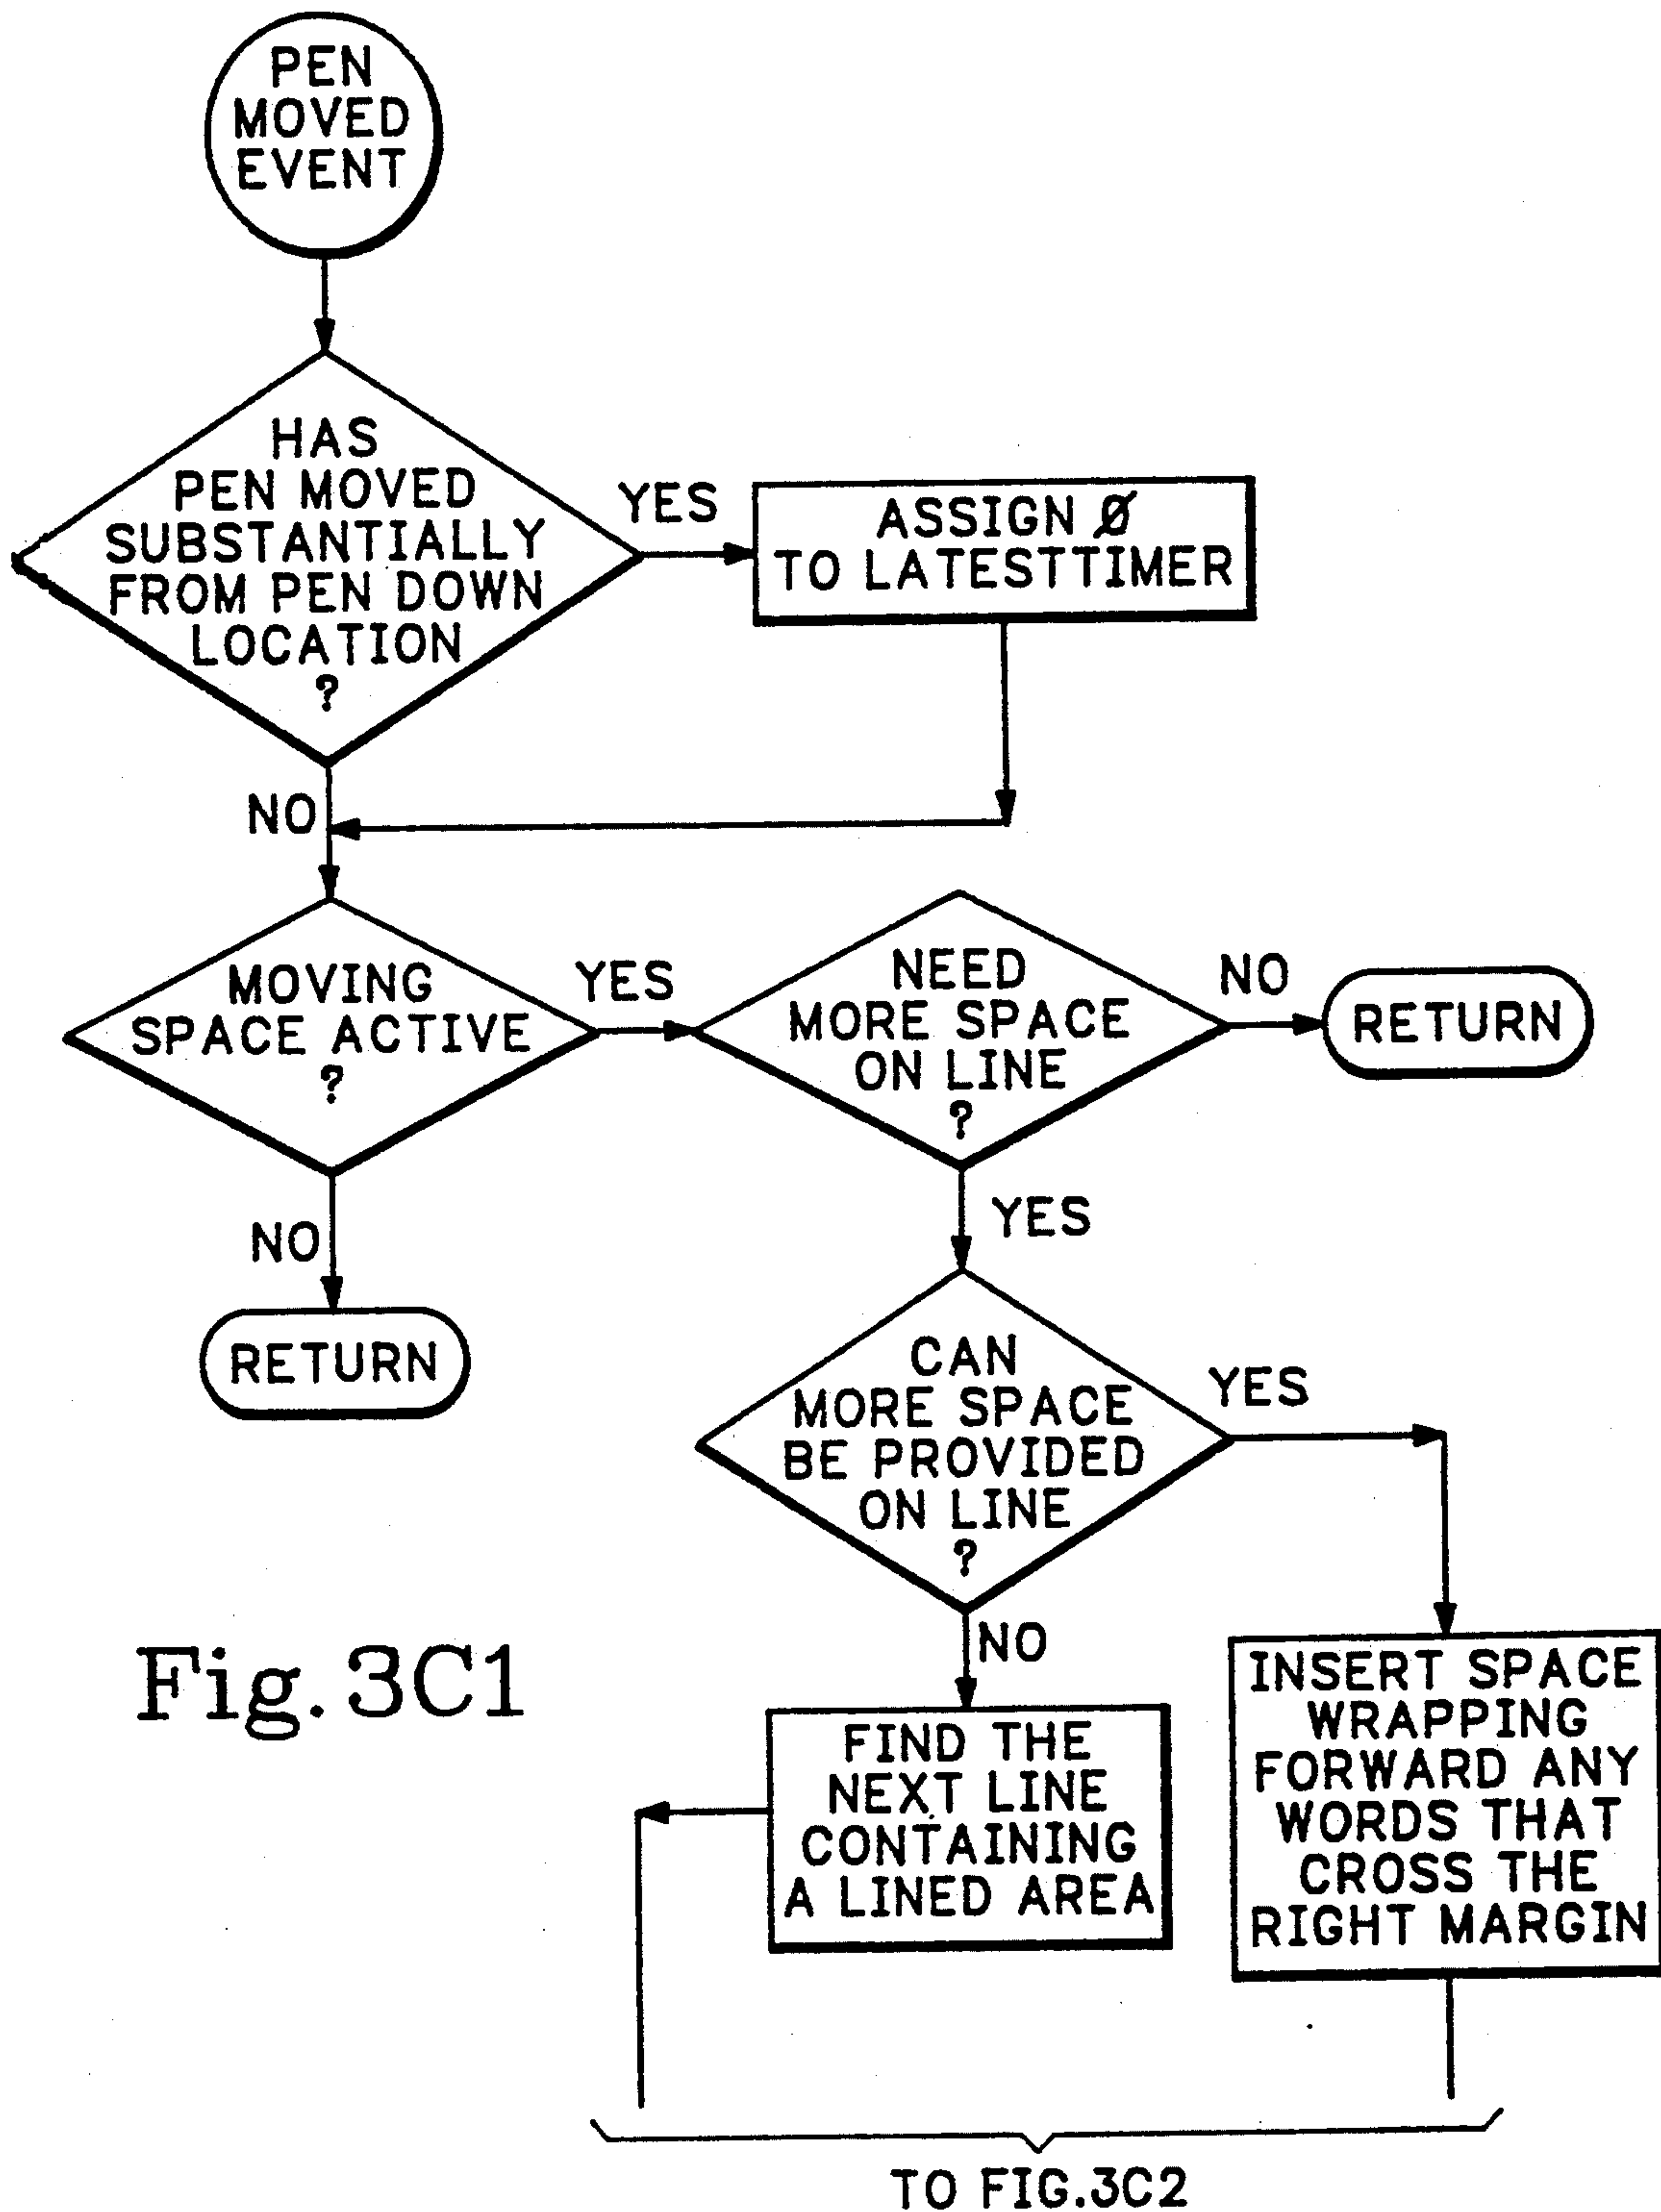 PEN
MOVED
EVENT
HAS
PEN MOVED
SUBSTANTIALLY
FROM PEN DOWN
LOCATION
?
YES
ASSIGN Ø
TO LATESTTIMER
NO
MOVING
SPACE ACTIVE
?
YES
NEED
MORE SPACE
ON LINE
?
NO
RETURN
NO
RETURN
YES
CAN
MORE SPACE
BE PROVIDED
ON LINE
?
YES
NO
FIND THE
NEXT LINE
CONTAINING
A LINED AREA
INSERT SPACE
WRAPPING
FORWARD ANY
WORDS THAT
CROSS THE
RIGHT MARGIN
Fig. 3C1
TO FIG.3C2